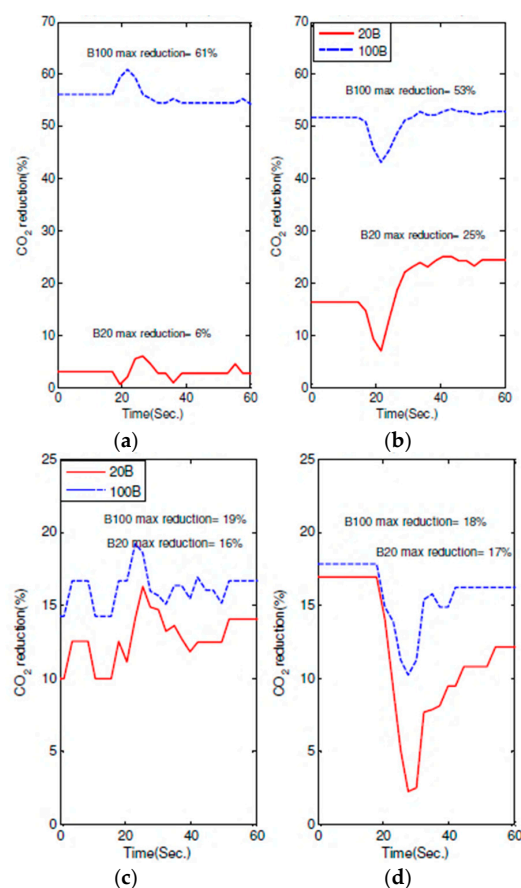 70
60
50
40
30
20
10
0
CO2 reduction(%)
B100 max reduction= 61%
B20 max reduction= 6%
0 20 40 60
Time(Sec.)
(a)
20B
100B
70
60
50
40
30
20
10
0
CO2 reduction(%)
B100 max reduction= 53%
B20 max reduction= 25%
0 20 40 60
Time(Sec.)
(b)
20B
100B
25
20
15
10
5
0
CO2 reduction(%)
B100 max reduction= 19%
B20 max reduction= 16%
0 20 40 60
Time(Sec.)
(c)
25
20
15
10
5
0
CO2 reduction(%)
B100 max reduction= 18%
B20 max reduction= 17%
0 20 40 60
Time(Sec.)
(d)